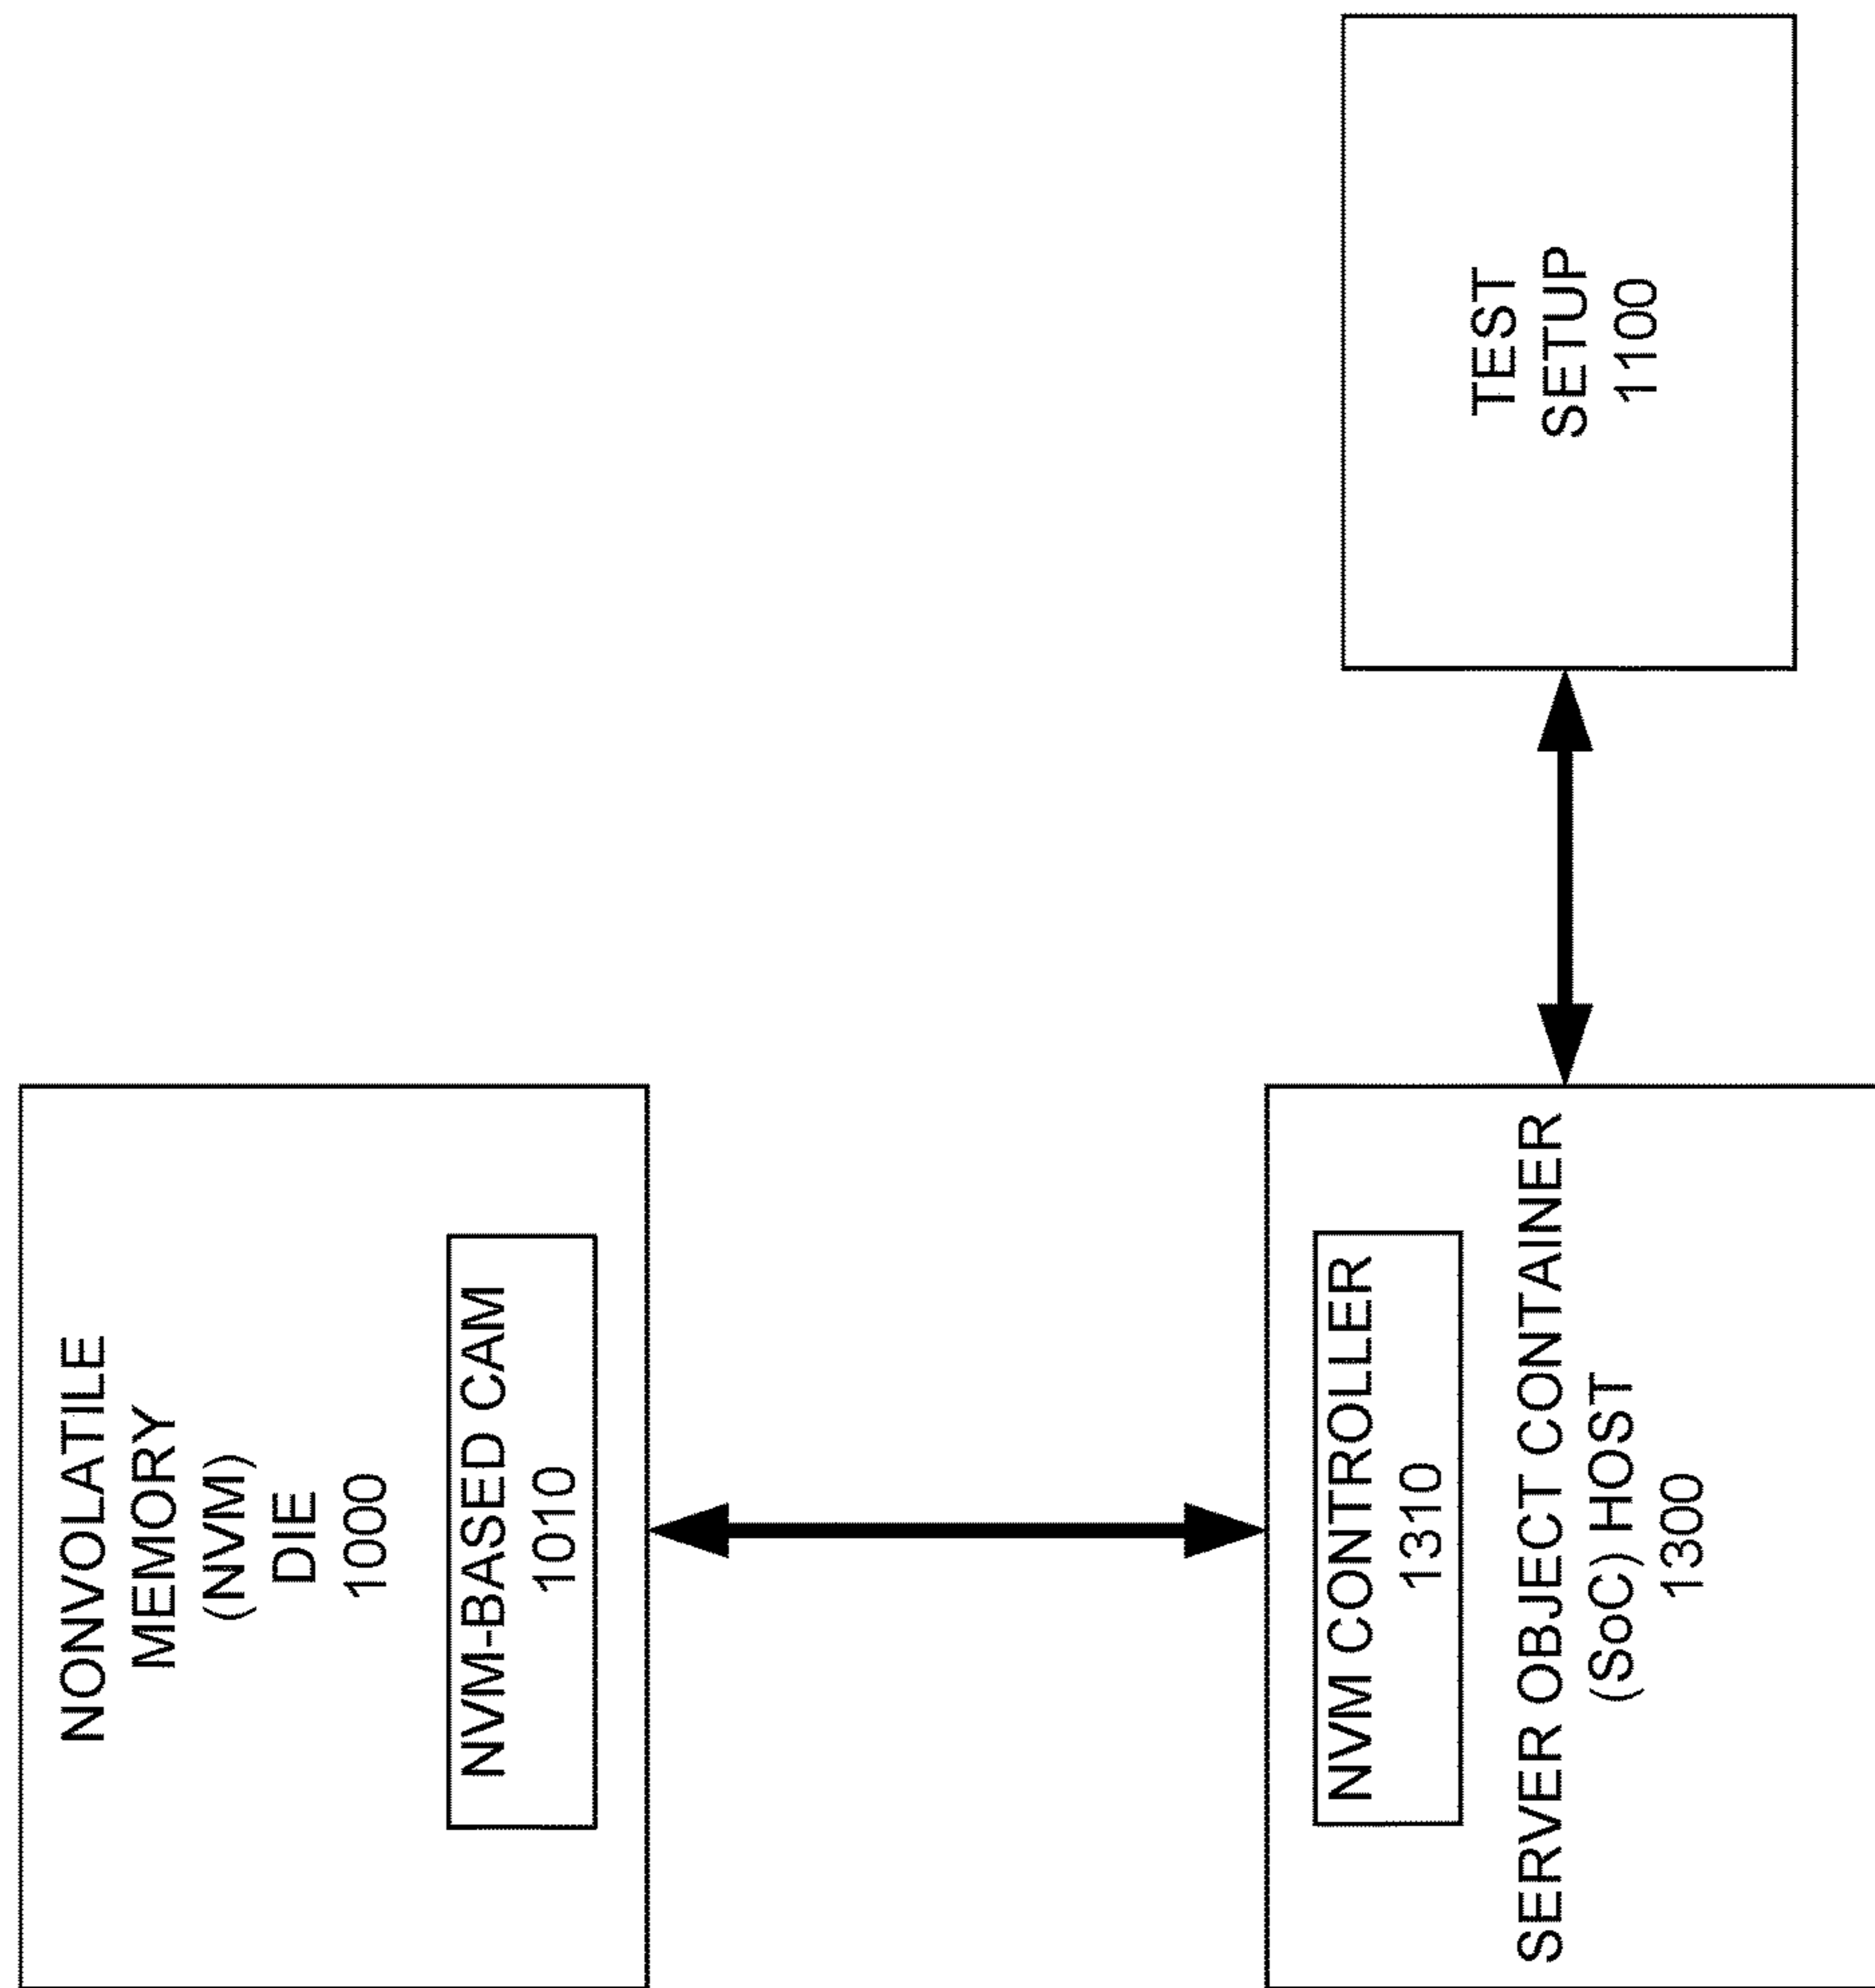 NONVOLATILE
MEMORY
(NVM)
DIE
1000
NVM-BASED CAM
1010
NVM CONTROLLER
1310
SERVER OBJECT CONTAINER
(SoC) HOST
1300
TEST
SETUP
1100